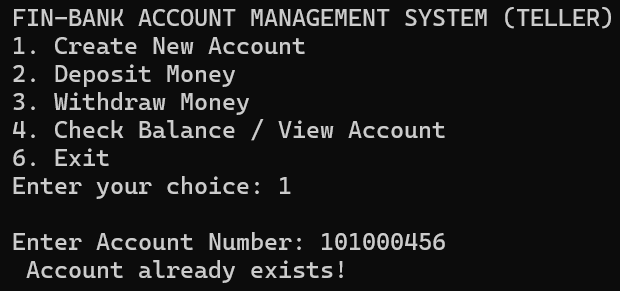 FIN-BANK ACCOUNT MANAGEMENT SYSTEM (TELLER)
1. Create New Account
2. Deposit Money
3. Withdraw Money
4. Check Balance / View Account
6. Exit
Enter your choice: 1
Enter Account Number: 101000456
Account already exists!